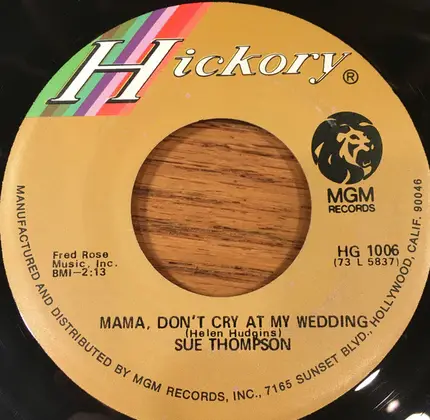 Hickory ®
MGM
RECORDS
Fred Rose
Music, Inc.
BMI-2:13
HG 1006
(73 L 5837)
MAMA, DON'T CRY AT MY WEDDING
(Helen Hudgins)
SUE THOMPSON
MANUFACTURED AND DISTRIBUTED BY MGM RECORDS, INC., 7165 SUNSET BLVD., HOLLYWOOD, CALIF. 90046